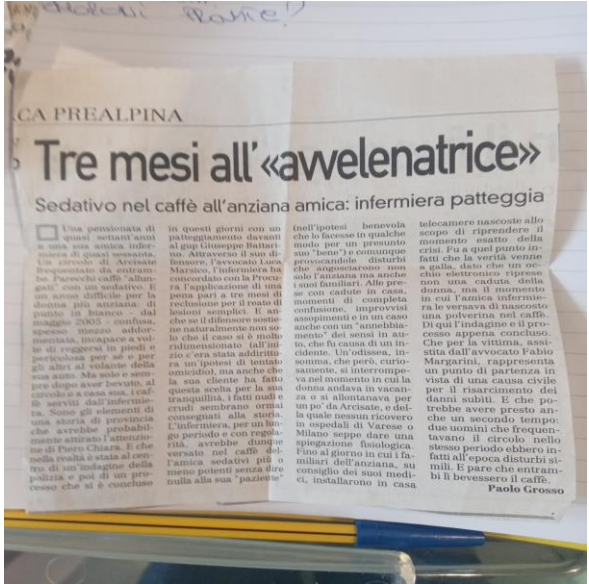 CA PREALPINA
Tre mesi all'«avvelenatrice»
Sedativo nel caffè all'anziana amica: infermiera patteggia
Una pensionata di
quasi settant'anni
e una sua amica infer-
miera di quasi sessanta.
Un circolo di Arcisate
frequentato da entram-
be. Parecchi caffè "allun-
gati" con un sedativo. E
un anno difficile per la
donna più anziana: di
punto in bianco - dal
maggio 2005 - confusa,
spesso mezza addor-
mentata, incapace a vol-
te di reggersi in piedi e
pericolosa per sé e per
gli altri al volante della
sua auto. Ma solo e sem-
pre dopo aver bevuto, al
circolo e a casa sua, i caf-
fè serviti dall'infermie-
ra. Sono gli elementi di
una storia di provincia
che avrebbe probabil-
mente attirato l'attenzio-
ne di Piero Chiara. E che
nella realtà è stata al cen-
tro di un'indagine della
polizia e poi di un pro-
cesso che si è concluso
in questi giorni con un
patteggiamento davanti
al gup Giuseppe Battari-
no. Attraverso il suo di-
fensore, l'avvocato Luca
Marsico, l'infermiera ha
concordato con la Procu-
ra l'applicazione di una
pena pari a tre mesi di
reclusione per il reato di
lesioni semplici. E an-
che se il difensore sostie-
ne naturalmente non so-
lo che il caso si è molto
ridimensionato (all'ini-
zio c'era stata addirittu-
ra un'ipotesi di tentato
omicidio), ma anche che
la sua cliente ha fatto
questa scelta per la sua
tranquillità, i fatti nudi e
crudi sembrano ormai
consegnati alla storia.
L'infermiera, per un lun-
go periodo e con regola-
rità, avrebbe dunque
versato nel caffè del-
l'amica sedativi più o
meno potenti senza dire
nulla alla sua "paziente"
(nell'ipotesi benevola
che lo facesse in qualche
modo per un presunto
suo "bene") e comunque
provocandole disturbi
che angosciarono non
solo l'anziana ma anche
i suoi familiari. Alle pre-
se con cadute in casa,
momenti di completa
confusione, improvvisi
assopimenti e in un caso
anche con un "annebbia-
mento" dei sensi in au-
to, che fu causa di un in-
cidente. Un'odissea, in-
somma, che però, curio-
samente, si interrompe-
va nel momento in cui la
donna andava in vacan-
za o si allontanava per
un po' da Arcisate, e del-
la quale nessun ricovero
in ospedali di Varese o
Milano seppe dare una
spiegazione fisiologica.
Fino al giorno in cui i fa-
miliari dell'anziana, su
consiglio dei suoi medi-
ci, installarono in casa
telecamere nascoste allo
scopo di riprendere il
momento esatto della
crisi. Fu a quel punto in-
fatti che la verità venne
a galla, dato che un oc-
chio elettronico riprese
non una caduta della
donna, ma il momento
in cui l'amica infermie-
ra le versava di nascosto
una polverina nel caffè.
Di qui l'indagine e il pro-
cesso appena concluso.
Che per la vittima, assi-
stita dall'avvocato Fabio
Margarini, rappresenta
un punto di partenza in
vista di una causa civile
per il risarcimento dei
danni subiti. E che po-
trebbe avere presto an-
che un secondo tempo:
due uomini che frequen-
tavano il circolo nello
stesso periodo ebbero in-
fatti all'epoca disturbi si-
mili. E pare che entram-
bi lì bevessero il caffè.
Paolo Grosso